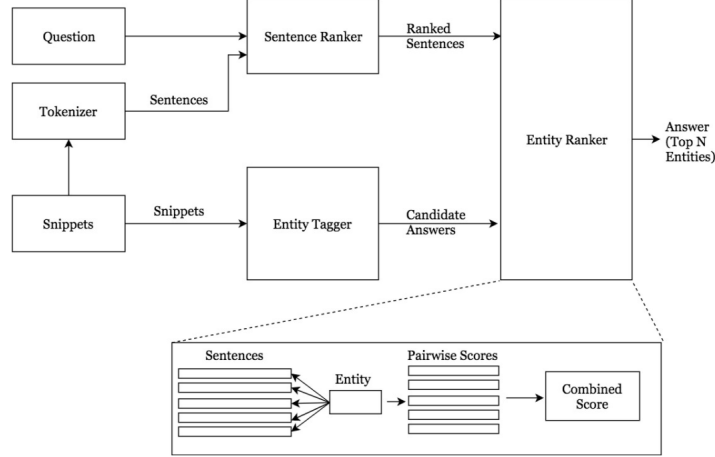 Question
Sentence Ranker
Ranked
Sentences
Tokenizer
Sentences
Entity Ranker
Answer
(Top N
Entities)
Snippets
Snippets
Entity Tagger
Candidate
Answers
Sentences
Entity
Pairwise Scores
Combined
Score